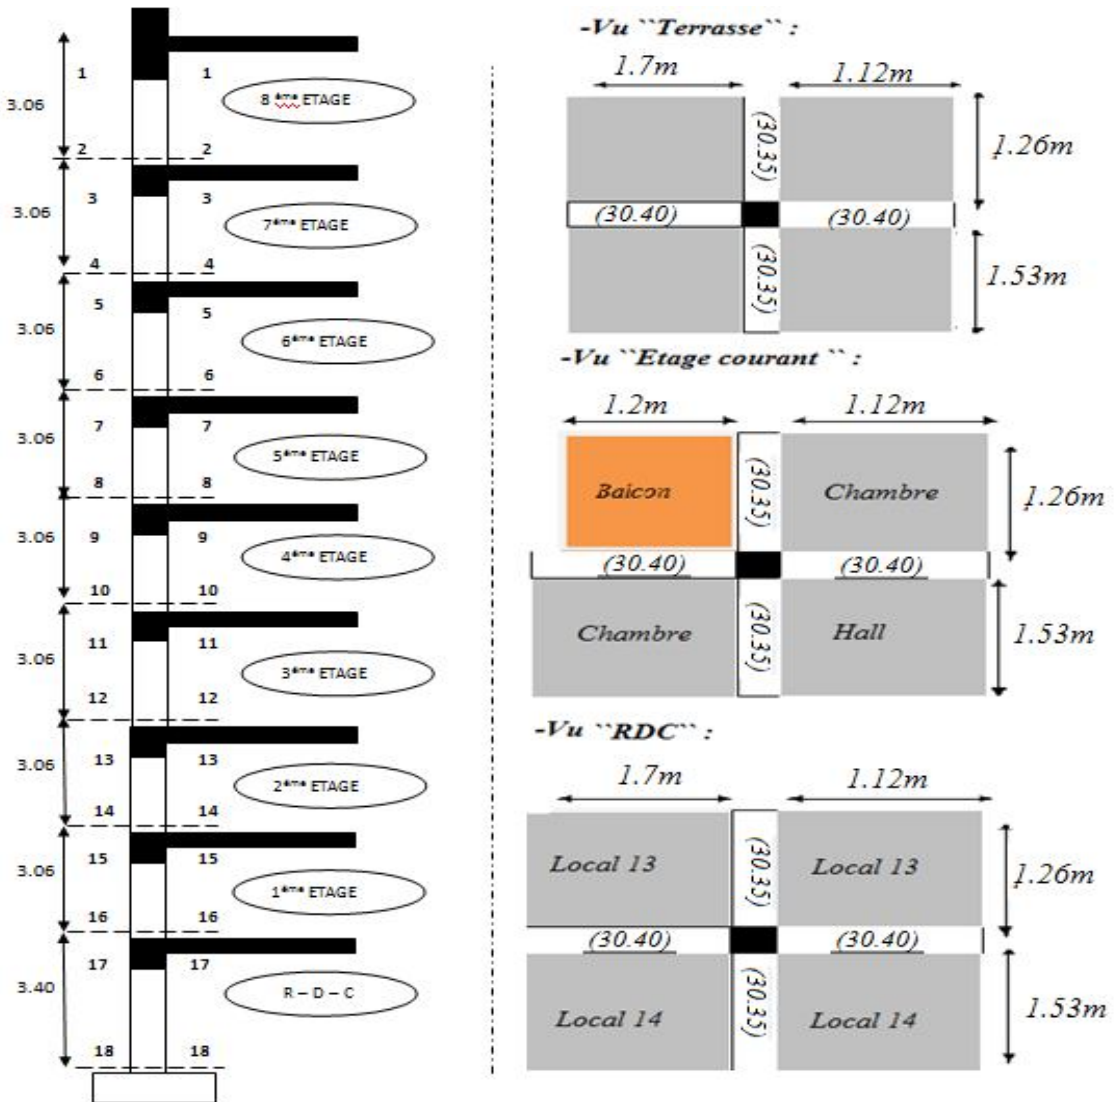 1 1
3.06
8 ème ETAGE
2 2
3 3
3.06
7ème ETAGE
4 4
5 5
3.06
6ème ETAGE
6 6
7 7
3.06
5ème ETAGE
8 8
9 9
3.06
4ème ETAGE
10 10
11 11
3.06
3ème ETAGE
12 12
13 13
3.06
2ème ETAGE
14 14
15 15
3.06
1ème ETAGE
16 16
17 17
3.40
R – D – C
18 18
-Vu ``Terrasse`` :
1.7m 1.12m
(30.35)
1.26m
(30.40) (30.40)
(30.35)
1.53m
-Vu ``Etage courant `` :
1.2m 1.12m
Balcon (30.35) Chambre
1.26m
(30.40) (30.40)
Chambre (30.35) Hall
1.53m
-Vu ``RDC`` :
1.7m 1.12m
Local 13 (30.35) Local 13
1.26m
(30.40) (30.40)
Local 14 (30.35) Local 14
1.53m